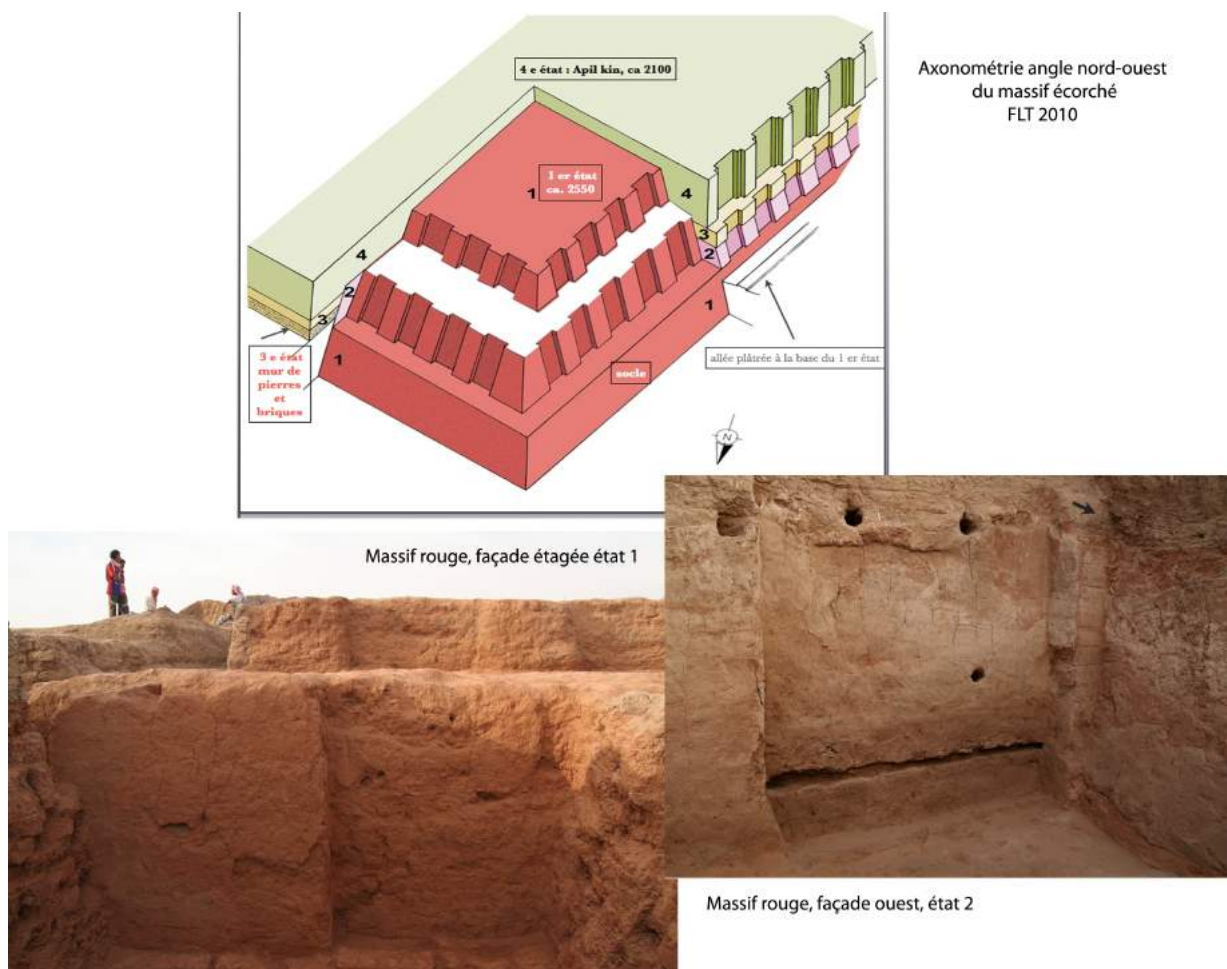 4 e état : Apil kin, ca 2100
Axonométrie angle nord-ouest
du massif écorché
FLT 2010
1 er état
ca. 2550
1
4
3
2
4
2
3
1
1
3 e état
mur de
pierres
et
briques
socle
allée plâtrée à la base du 1 er état
N
Massif rouge, façade étagée état 1
Massif rouge, façade ouest, état 2